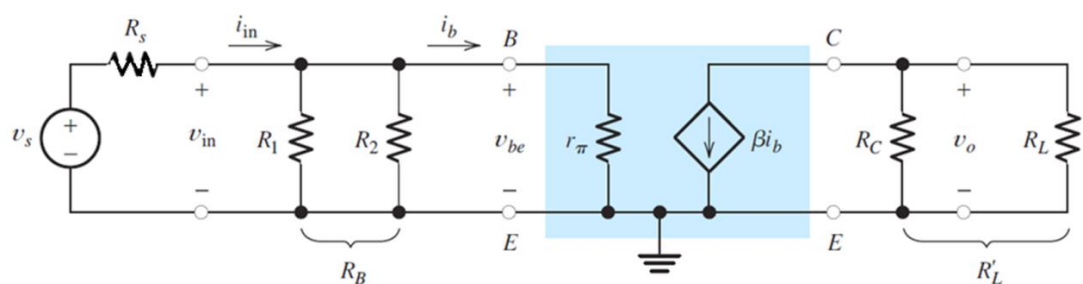 R_s
i_in
i_b
B
C
+
+
+
v_s
+
−
v_in
R_1
R_2
v_be
r_π
βi_b
R_C
v_o
R_L
−
−
−
E
E
R_B
R′_L